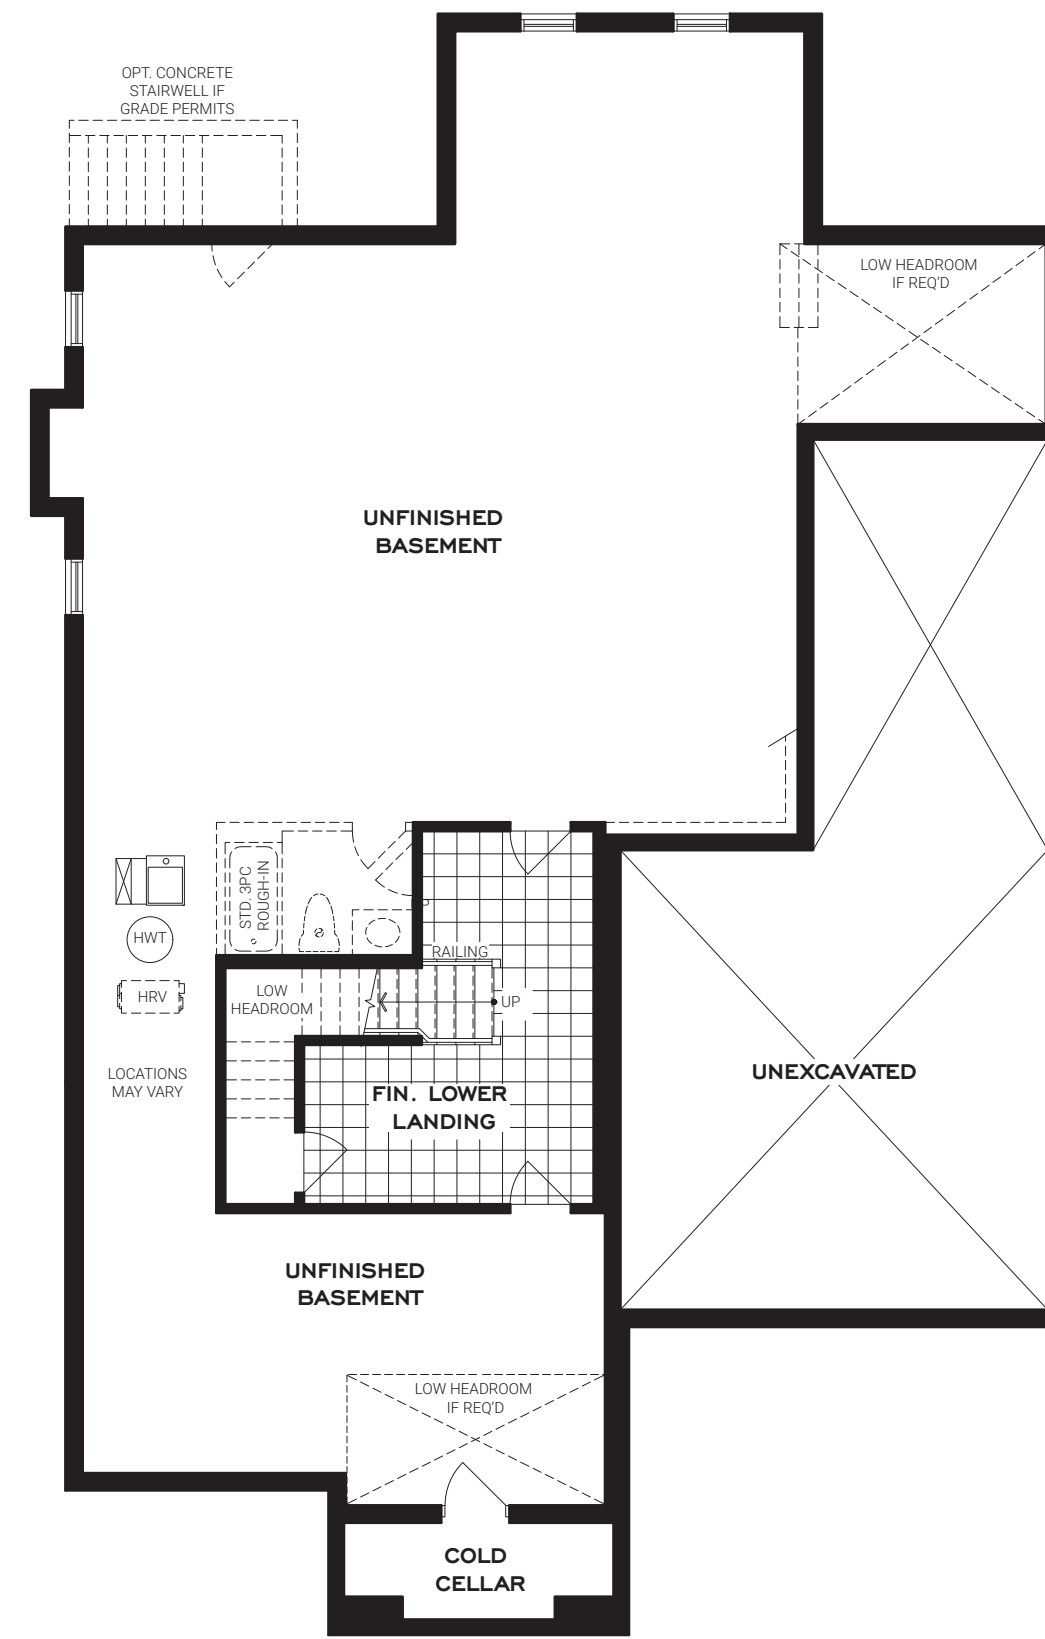 OPT. CONCRETE
STAIRWELL IF
GRADE PERMITS
LOW HEADROOM
IF REQ'D
UNFINISHED
BASEMENT
STD. 3PC
ROUGH-IN
HWT
RAILING
HRV
LOW
HEADROOM
UP
LOCATIONS
MAY VARY
FIN. LOWER
LANDING
UNEXCAVATED
UNFINISHED
BASEMENT
LOW HEADROOM
IF REQ'D
COLD
CELLAR